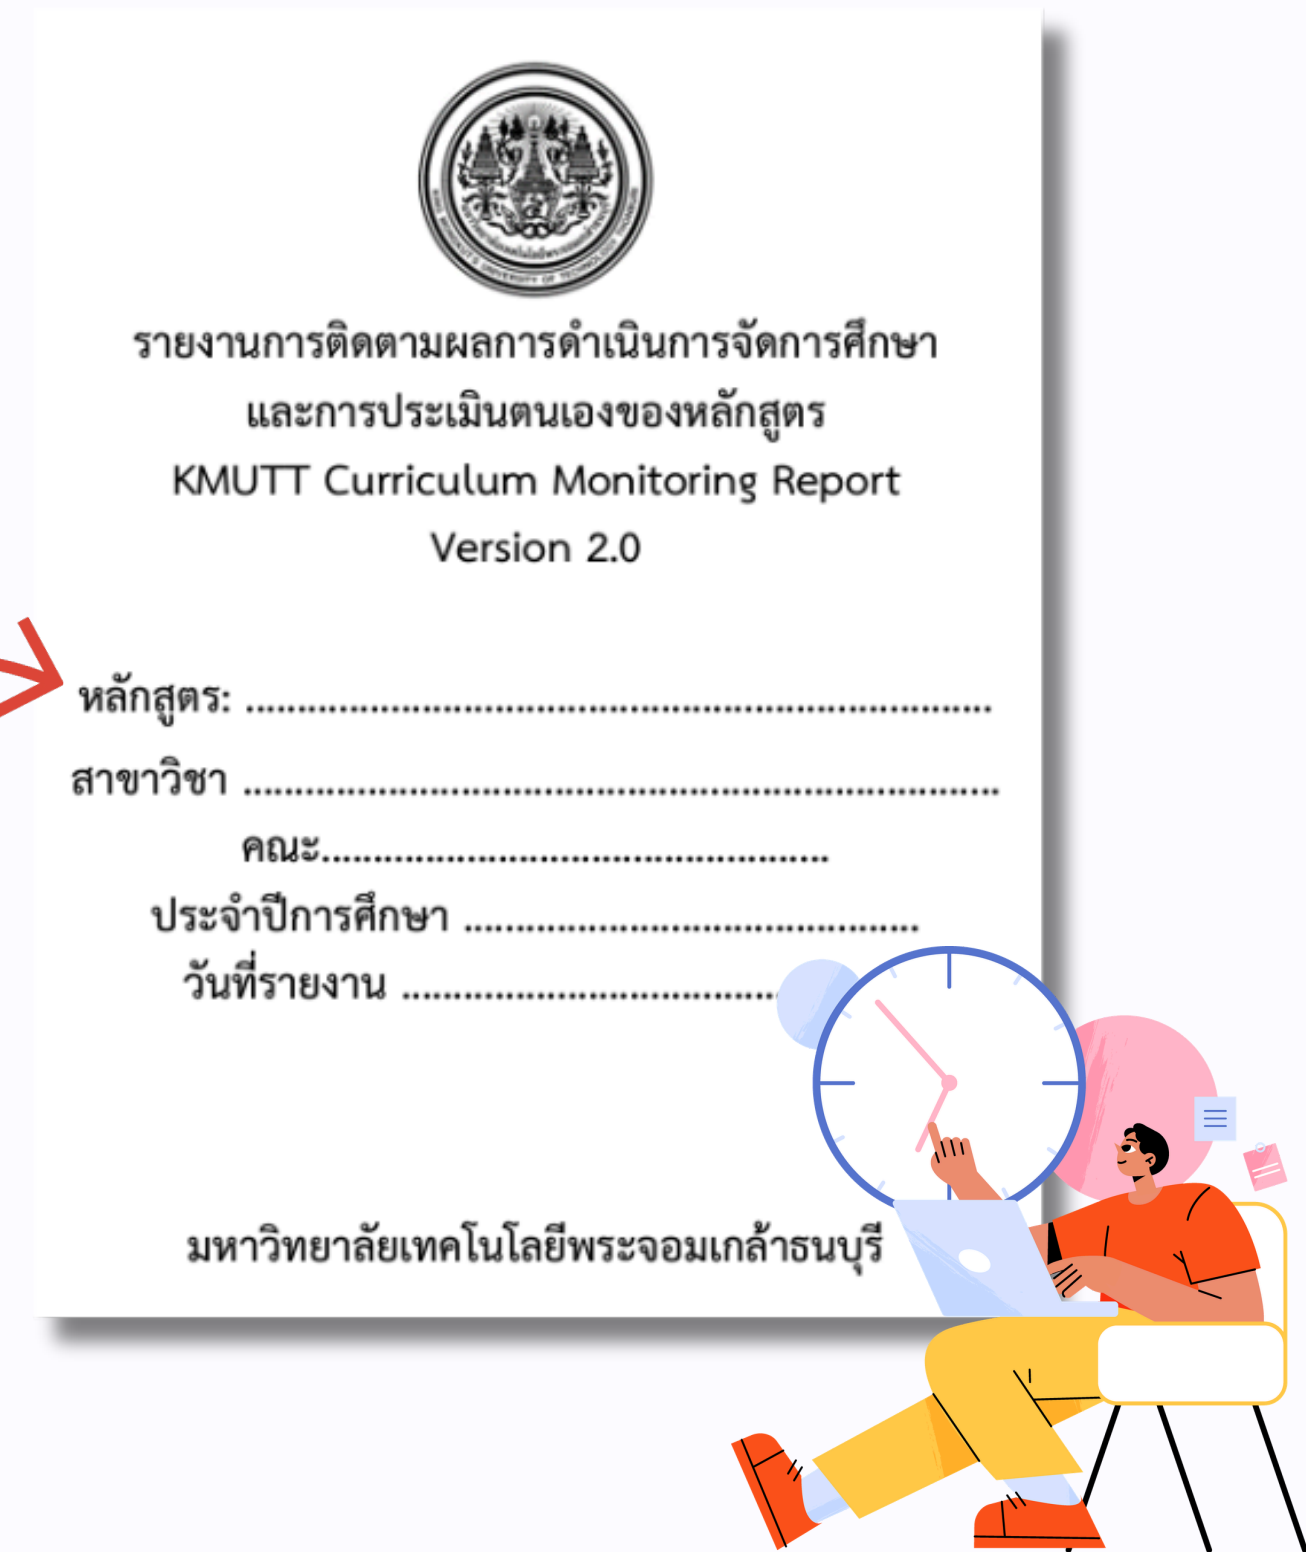 KING MONGKUT'S UNIVERSITY OF TECHNOLOGY THONBURI
รายงานการติดตามผลการดำเนินการจัดการศึกษา
และการประเมินตนเองของหลักสูตร
KMUTT Curriculum Monitoring Report
Version 2.0
หลักสูตร: ........................................................................
สาขาวิชา .........................................................................
คณะ.................................................
ประจำปีการศึกษา ............................................
วันที่รายงาน .....................................
มหาวิทยาลัยเทคโนโลยีพระจอมเกล้าธนบุรี